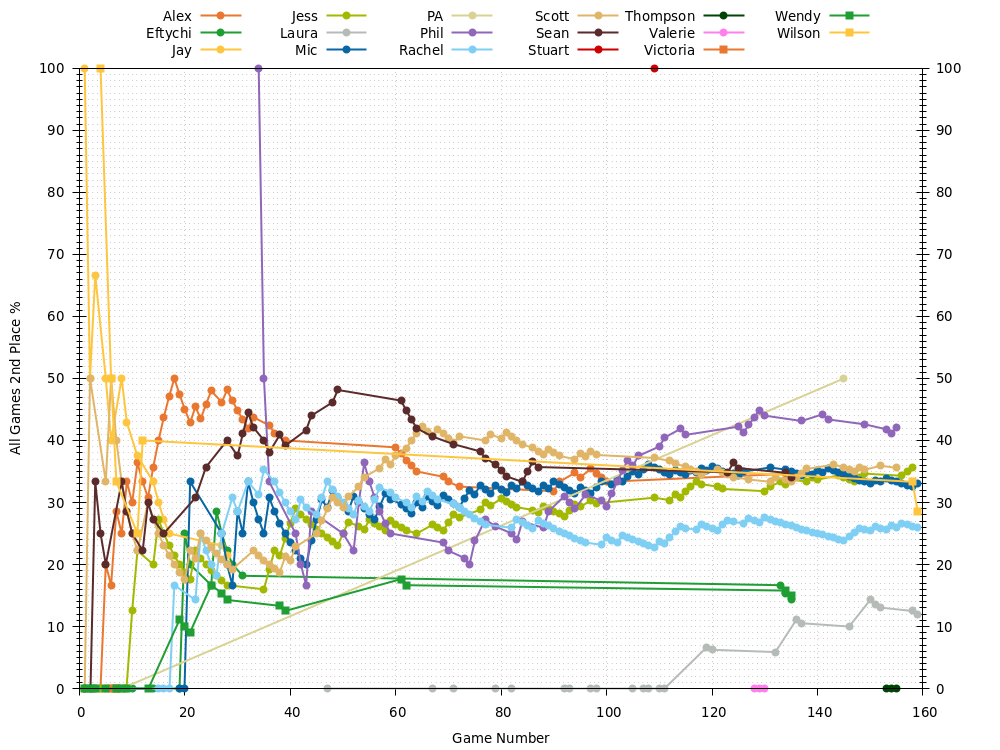 Alex Jess PA Scott Thompson Wendy
Eftychi Laura Phil Sean Valerie Wilson
Jay Mic Rachel Stuart Victoria
100 100
90 90
80 80
70 70
60 60
50 50
40 40
30 30
20 20
10 10
0 0
0 20 40 60 80 100 120 140 160
All Games 2nd Place %
Game Number